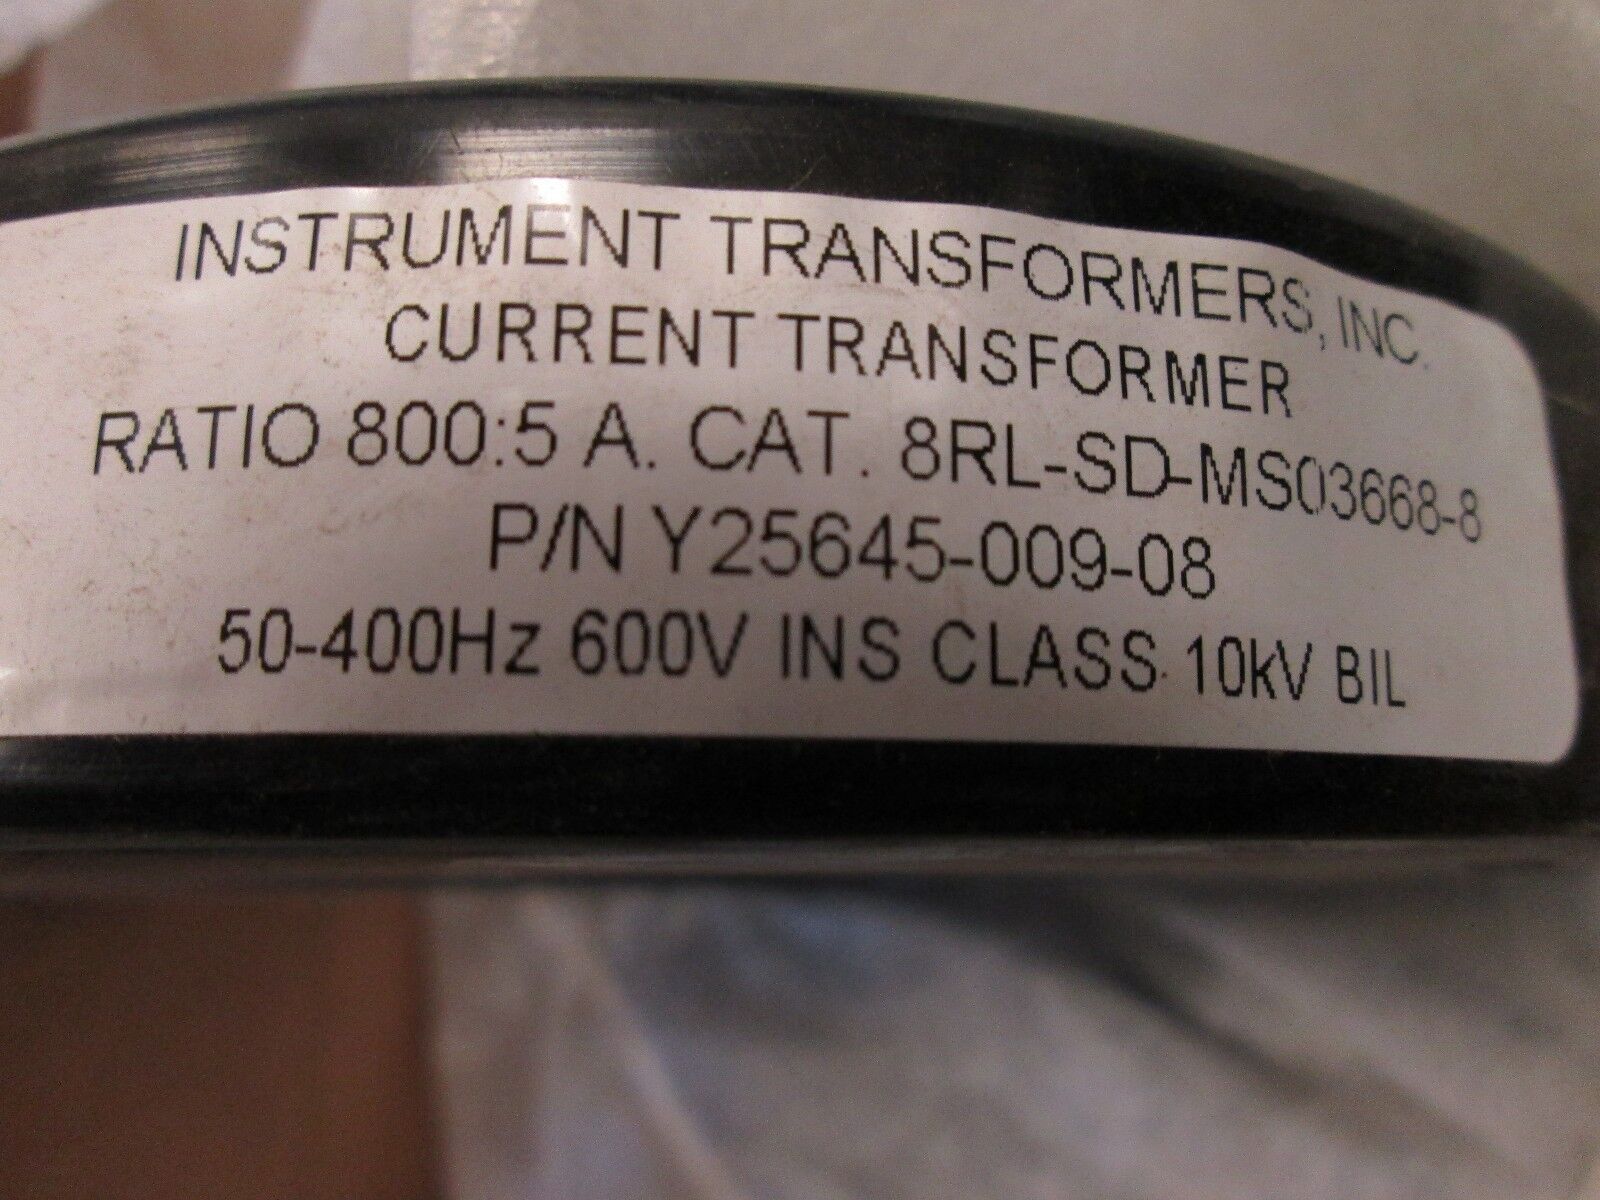 INSTRUMENT TRANSFORMERS, INC.
CURRENT TRANSFORMER
RATIO 800:5 A. CAT. 8RL-SD-MS03668-8
P/N Y25645-009-08
50-400Hz 600V INS CLASS 10kV BIL